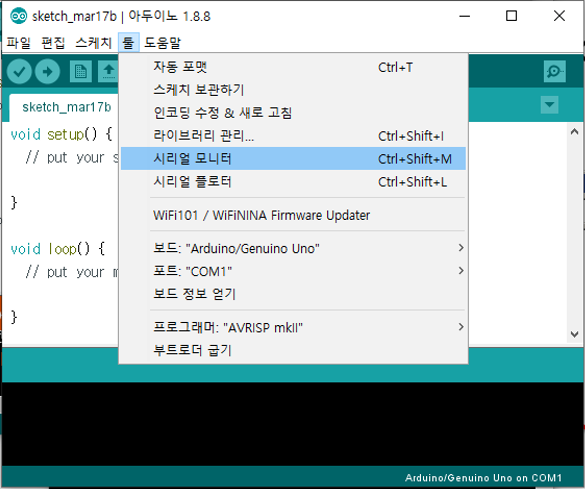 sketch_mar17b | 아두이노 1.8.8
파일 편집 스케치 툴 도움말
sketch_mar17b
void setup() {
// put your s
}
void loop() {
// put your m
}
자동 포맷 Ctrl+T
스케치 보관하기
인코딩 수정 & 새로 고침
라이브러리 관리... Ctrl+Shift+I
시리얼 모니터 Ctrl+Shift+M
시리얼 플로터 Ctrl+Shift+L
WiFi101 / WiFiNINA Firmware Updater
보드: "Arduino/Genuino Uno"
포트: "COM1"
보드 정보 얻기
프로그래머: "AVRISP mkII"
부트로더 굽기
Arduino/Genuino Uno on COM1